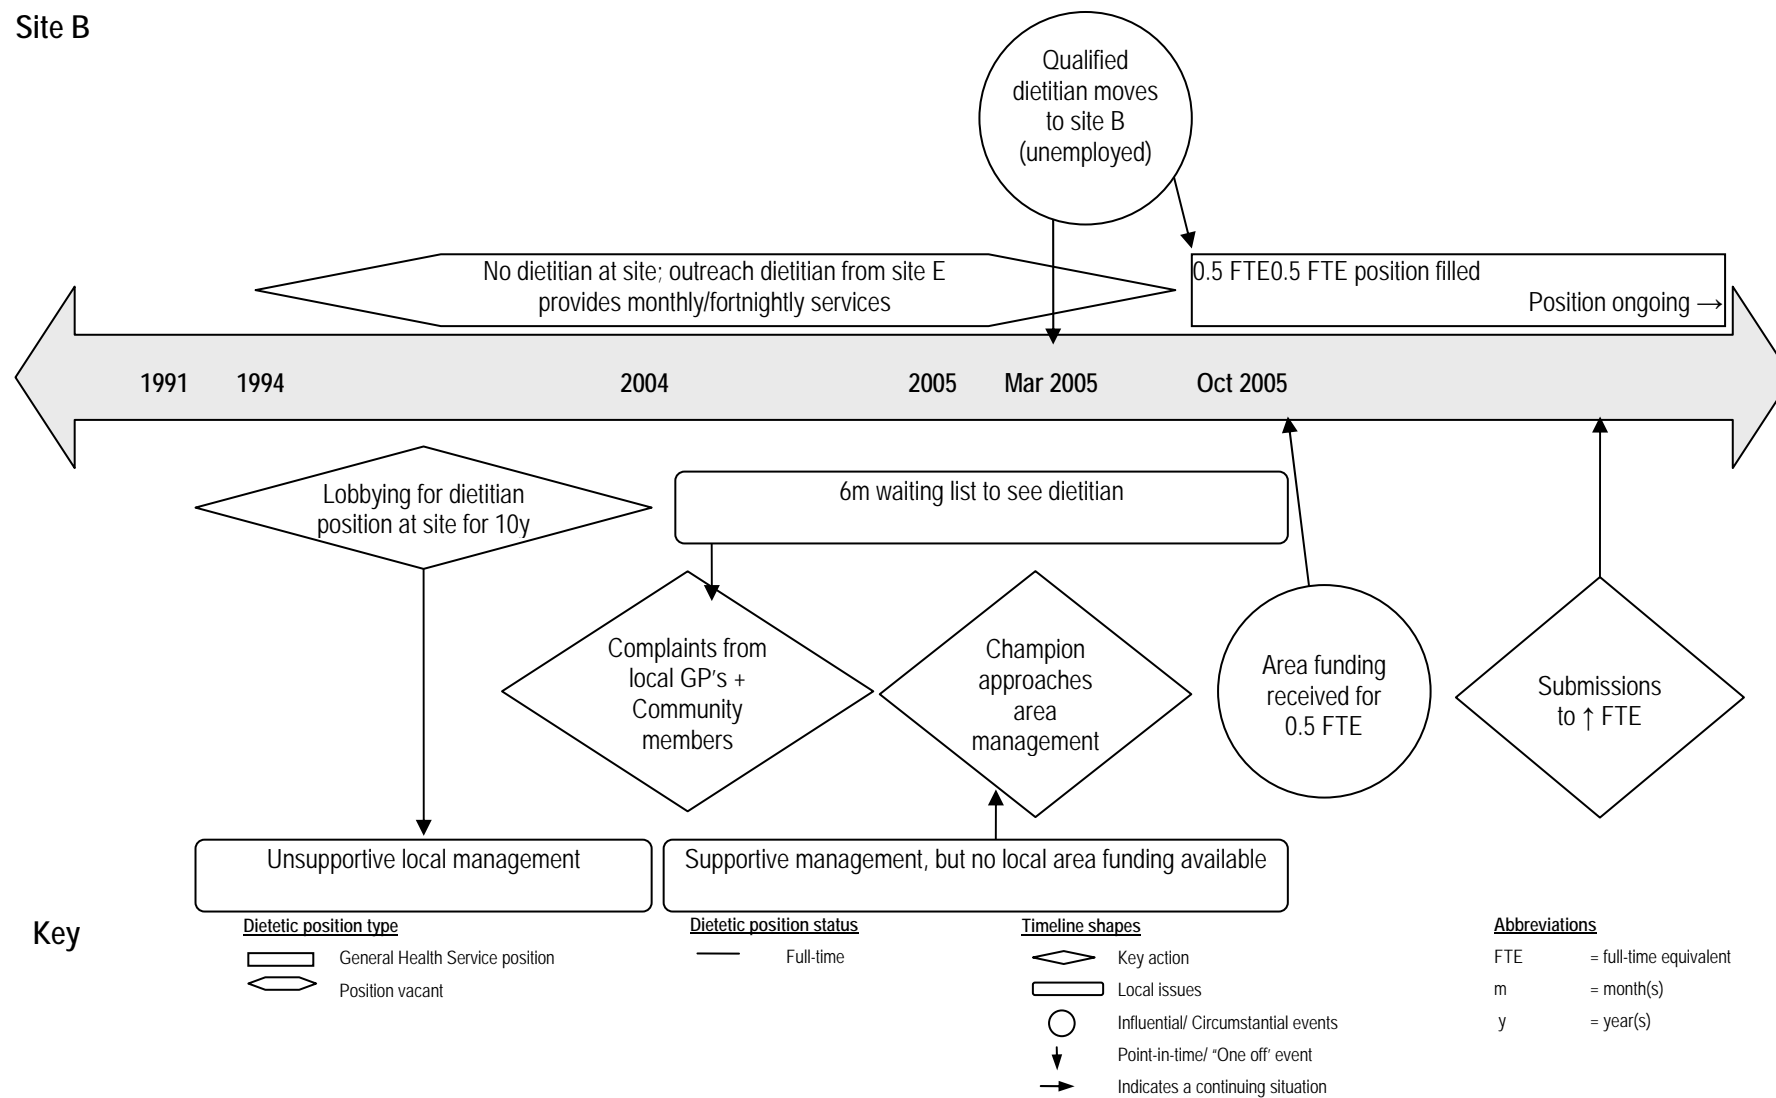 Site B
Qualified
dietitian moves
to site B
(unemployed)
No dietitian at site; outreach dietitian from site E
provides monthly/fortnightly services
0.5 FTE0.5 FTE position filled
Position ongoing →
1991 1994 2004 2005 Mar 2005 Oct 2005
Lobbying for dietitian
position at site for 10y
6m waiting list to see dietitian
Complaints from
local GP's +
Community
members
Champion
approaches
area
management
Area funding
received for
0.5 FTE
Submissions
to ↑ FTE
Unsupportive local management
Supportive management, but no local area funding available
Key
Dietetic position type
General Health Service position
Position vacant
Dietetic position status
Full-time
Timeline shapes
Key action
Local issues
Influential/ Circumstantial events
Point-in-time/ “One off’ event
Indicates a continuing situation
Abbreviations
FTE = full-time equivalent
m = month(s)
y = year(s)